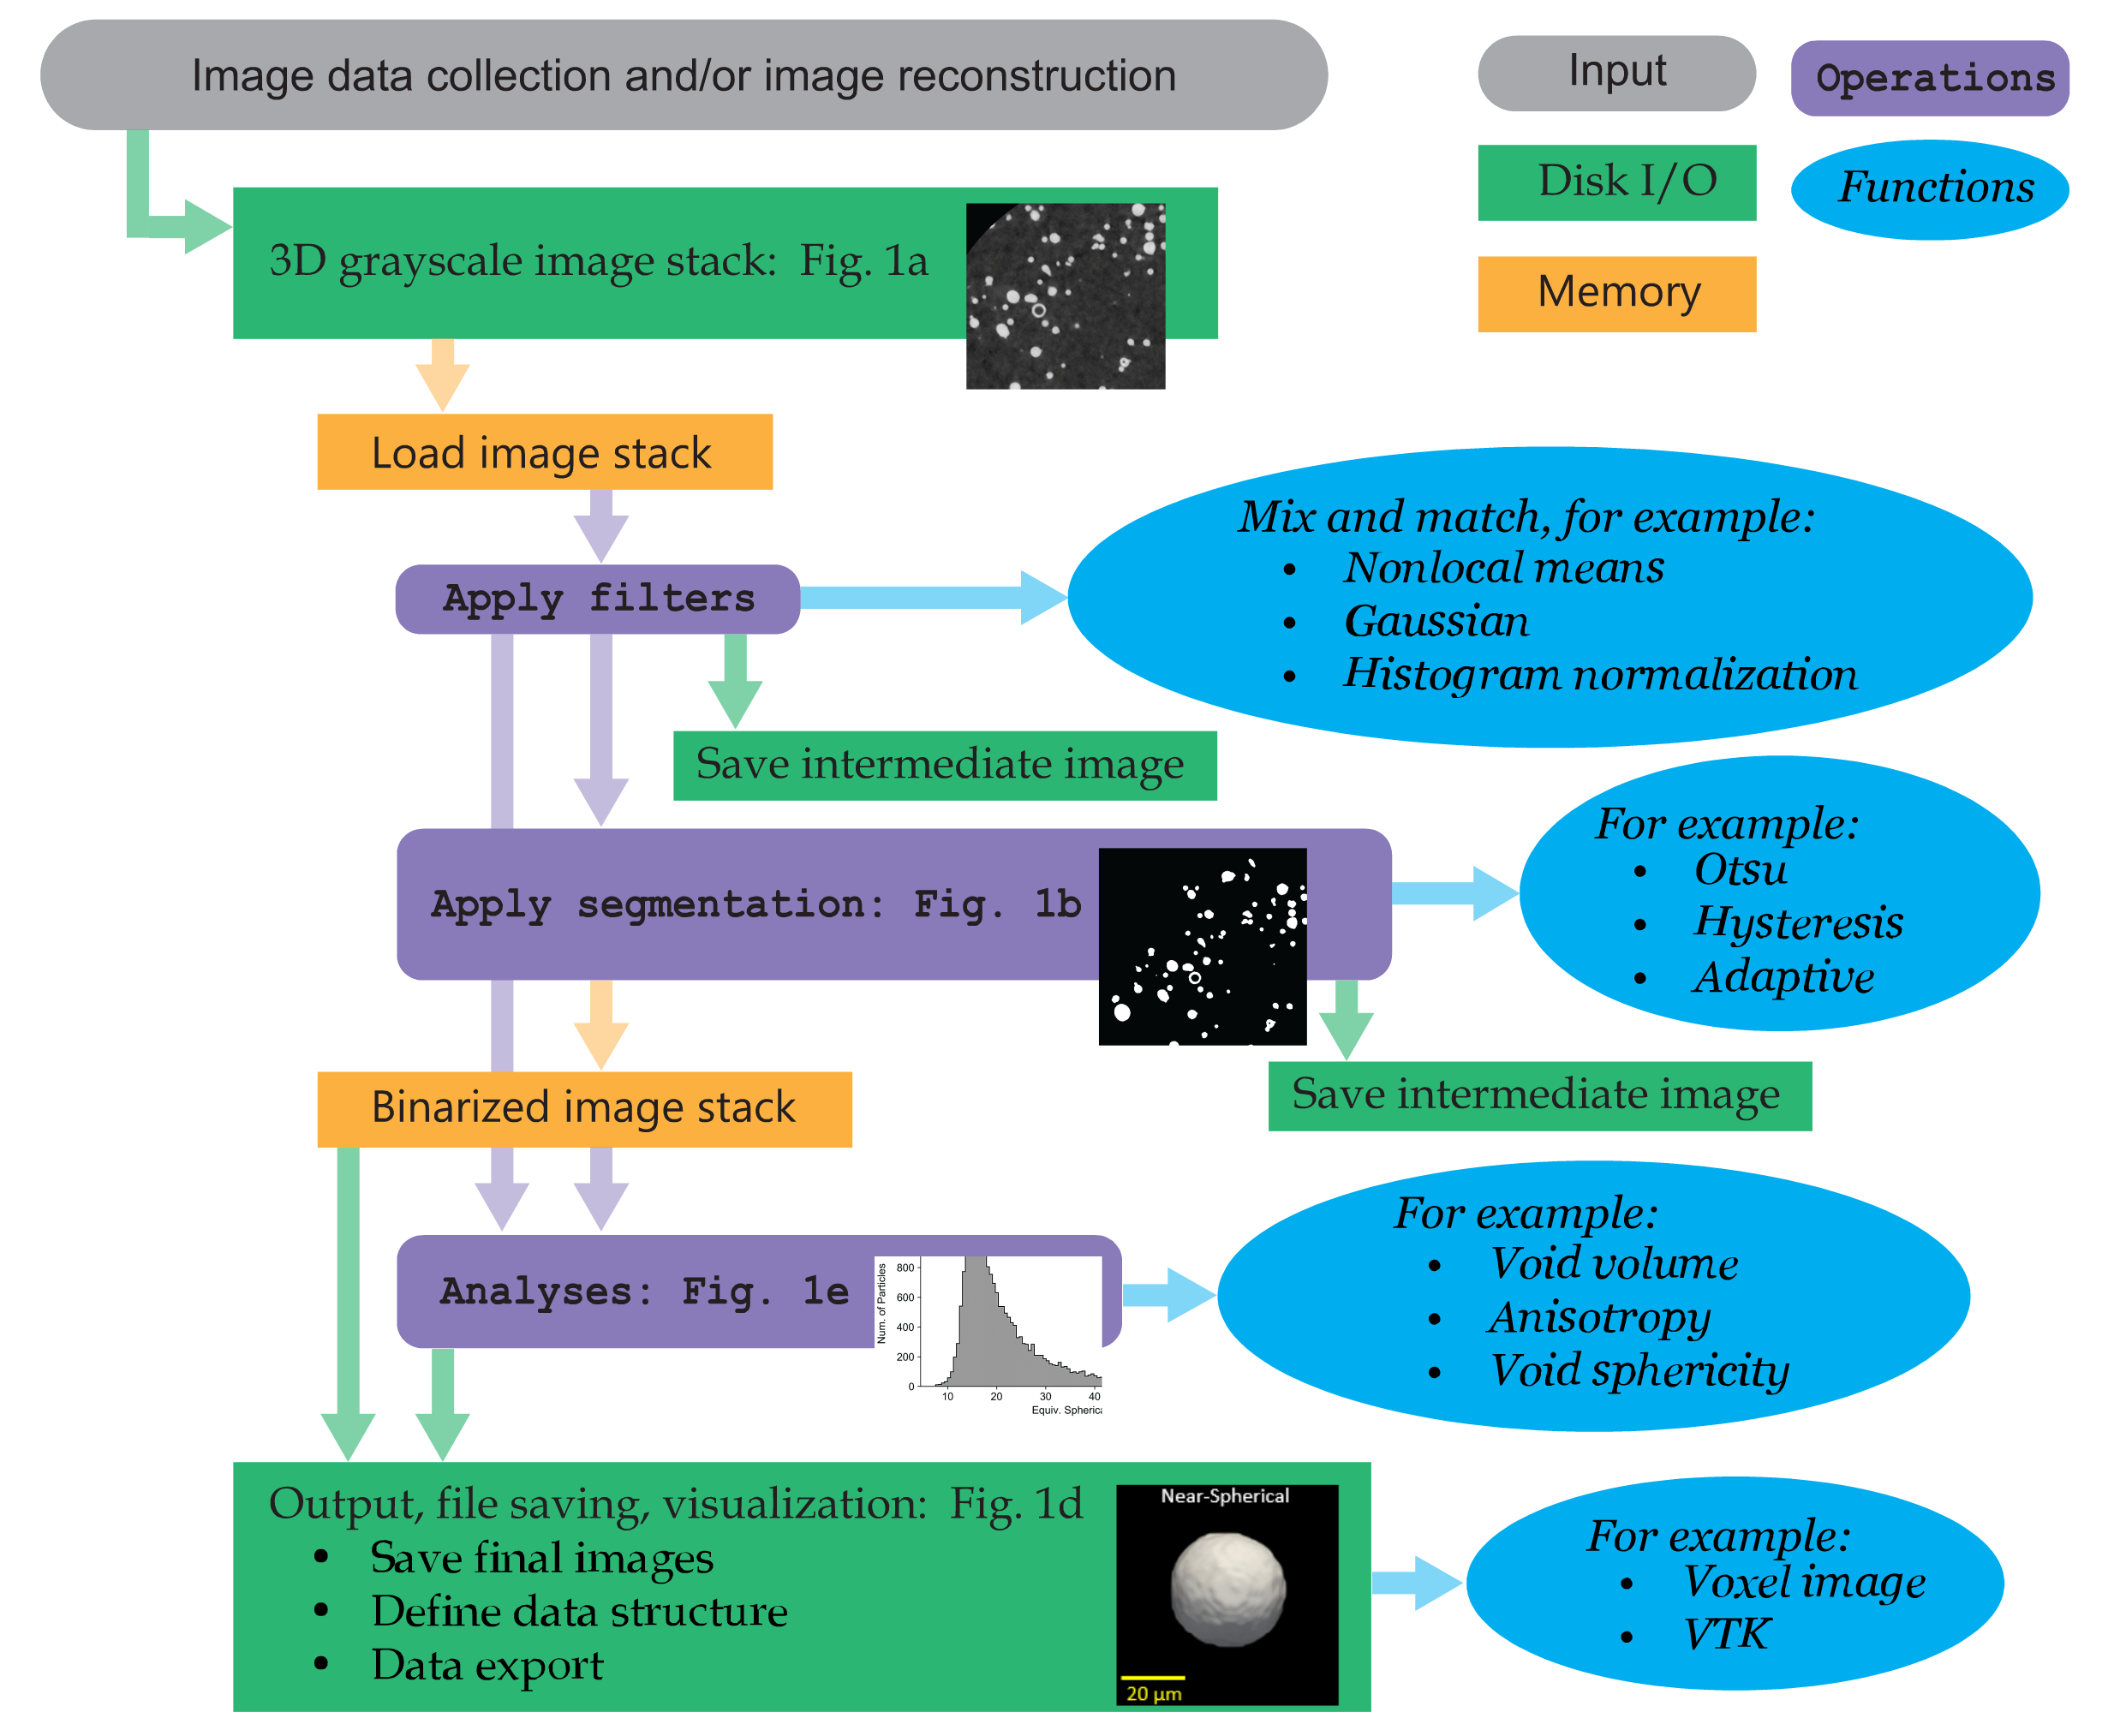 Image data collection and/or image reconstruction
Input
Operations
Disk I/O
Functions
Memory
3D grayscale image stack: Fig. 1a
Load image stack
Apply filters
Mix and match, for example:
• Nonlocal means
• Gaussian
• Histogram normalization
Save intermediate image
Apply segmentation: Fig. 1b
For example:
• Otsu
• Hysteresis
• Adaptive
Save intermediate image
Binarized image stack
Analyses: Fig. 1e
Num. of Particles
800
600
400
200
0
10 20 30 40
Equiv. Spherica
For example:
• Void volume
• Anisotropy
• Void sphericity
Output, file saving, visualization: Fig. 1d
• Save final images
• Define data structure
• Data export
Near-Spherical
20 µm
For example:
• Voxel image
• VTK